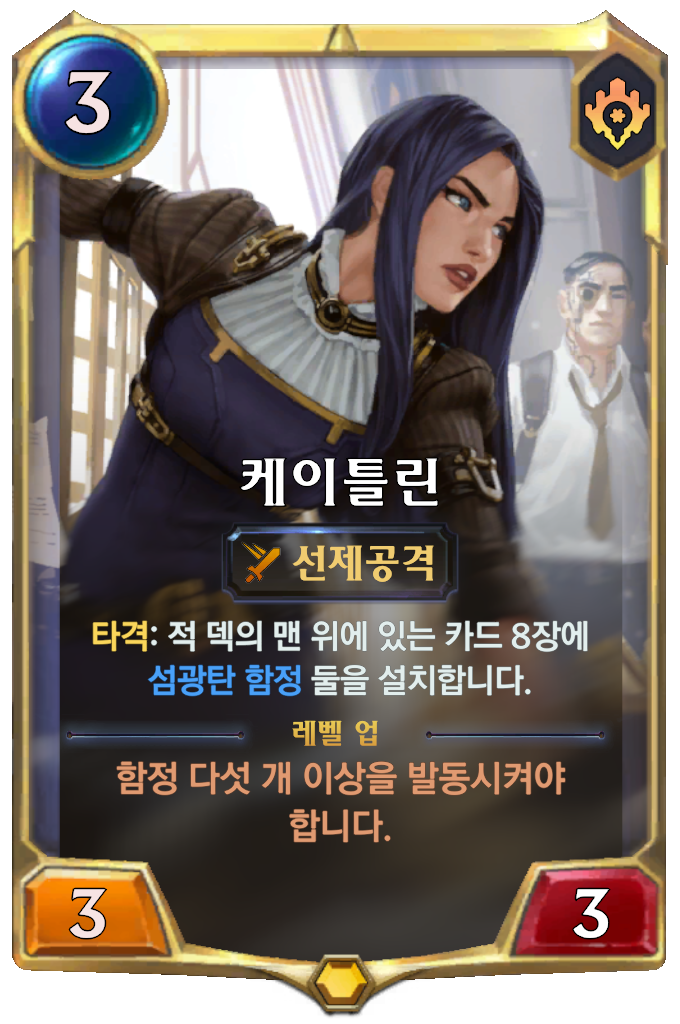 3
케이틀린
선제공격
타격: 적 덱의 맨 위에 있는 카드 8장에
섬광탄 함정 둘을 설치합니다.
레벨 업
함정 다섯 개 이상을 발동시켜야
합니다.
3
3